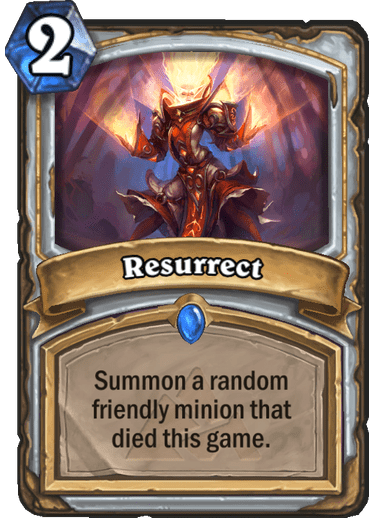 2
Resurrect
Summon a random
friendly minion that
died this game.